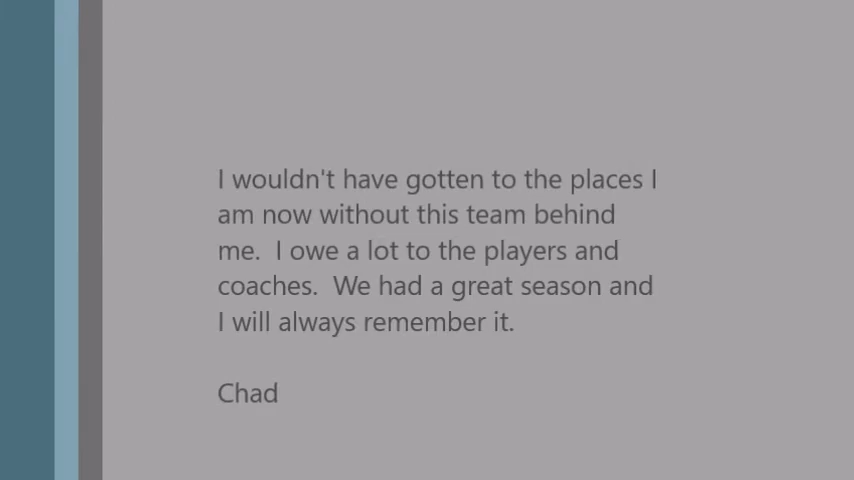 I wouldn't have gotten to the places I
am now without this team behind
me.  I owe a lot to the players and
coaches.  We had a great season and
I will always remember it.

Chad